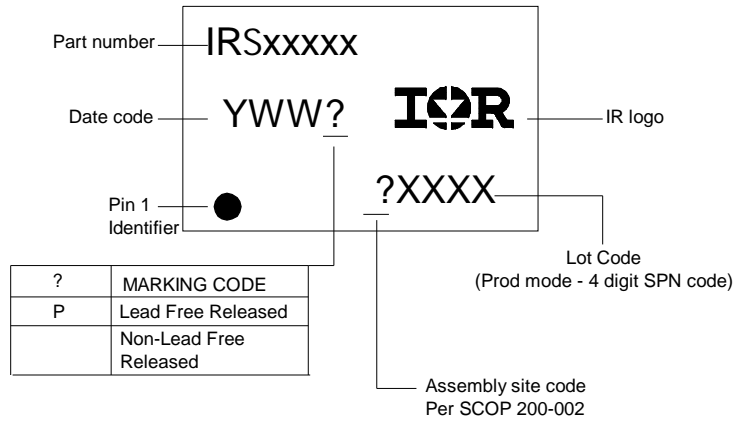 Part number
IRSxxxxx
Date code
YWW?
IOR
IR logo
?XXXX
Pin 1
Identifier
Lot Code
(Prod mode - 4 digit SPN code)
? MARKING CODE
P Lead Free Released
Non-Lead Free
Released
Assembly site code
Per SCOP 200-002